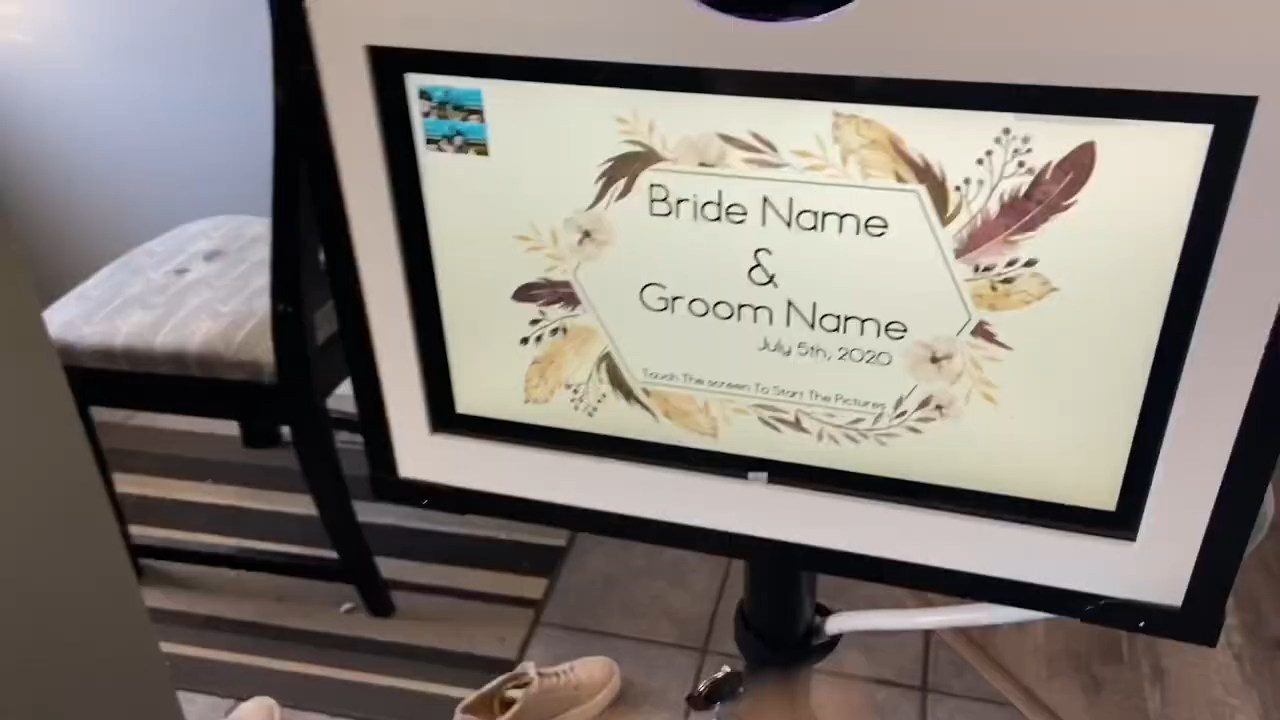 Bride Name
&
Groom Name
July 5th, 2020
Touch The screen To Start The Pictures